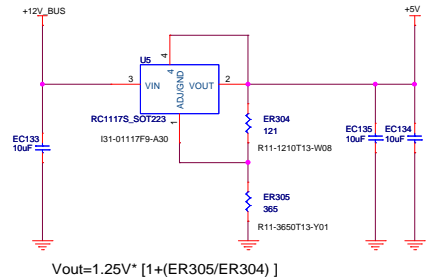 +12V_BUS
+5V
U5
4
4
3
VIN
VOUT
2
ADJ/GND
1
RC1117S_SOT223
I31-01117F9-A30
ER304
121
R11-1210T13-W08
EC133
10uF
EC135
10uF
EC134
10uF
ER305
365
R11-3650T13-Y01
Vout=1.25V* [1+(ER305/ER304) ]